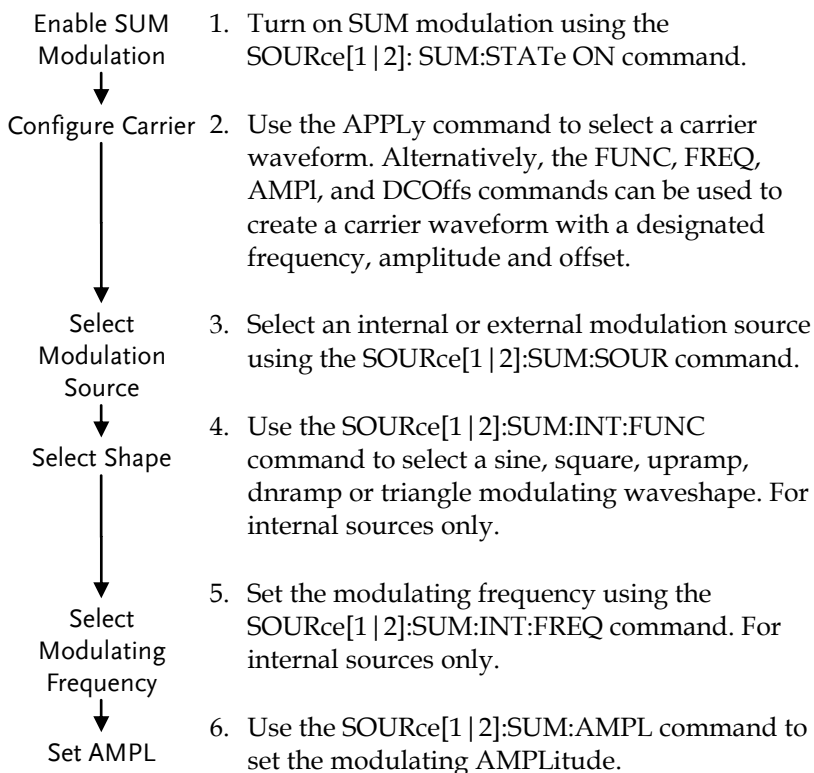 Enable SUM
Modulation
1. Turn on SUM modulation using the
SOURce[1|2]: SUM:STATe ON command.
Configure Carrier
2. Use the APPLy command to select a carrier
waveform. Alternatively, the FUNC, FREQ,
AMPl, and DCOffs commands can be used to
create a carrier waveform with a designated
frequency, amplitude and offset.
Select
Modulation
Source
3. Select an internal or external modulation source
using the SOURce[1|2]:SUM:SOUR command.
Select Shape
4. Use the SOURce[1|2]:SUM:INT:FUNC
command to select a sine, square, upramp,
dnramp or triangle modulating waveshape. For
internal sources only.
Select
Modulating
Frequency
5. Set the modulating frequency using the
SOURce[1|2]:SUM:INT:FREQ command. For
internal sources only.
Set AMPL
6. Use the SOURce[1|2]:SUM:AMPL command to
set the modulating AMPLitude.